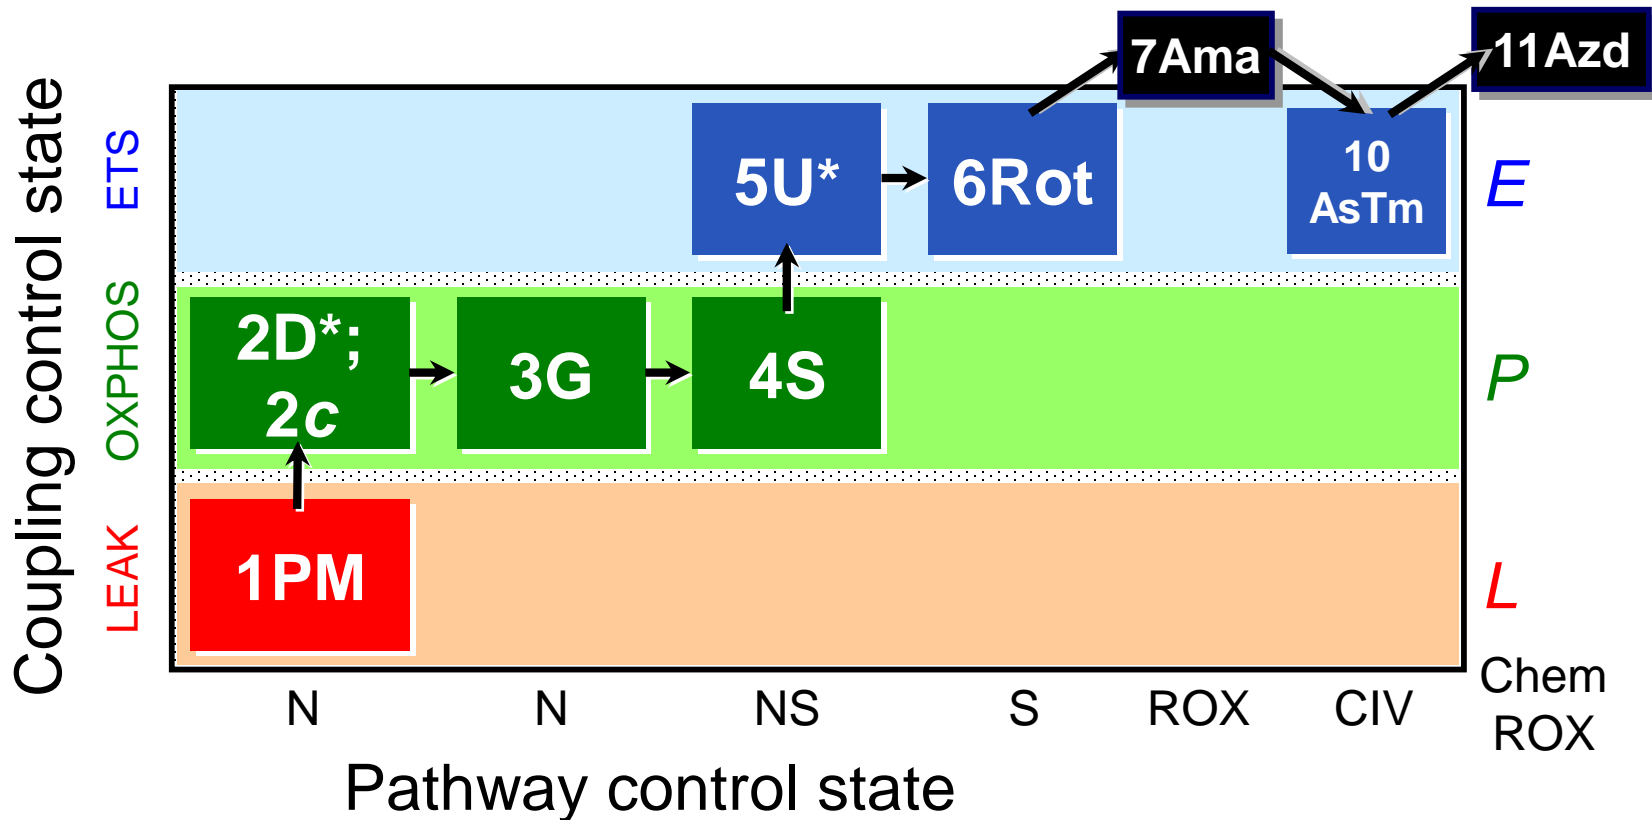 7Ama
11Azd
Coupling control state
ETS
5U*
6Rot
10
AsTm
E
OXPHOS
2D*;
2c
3G
4S
P
LEAK
1PM
L
N
N
NS
S
ROX
CIV
Chem
ROX
Pathway control state